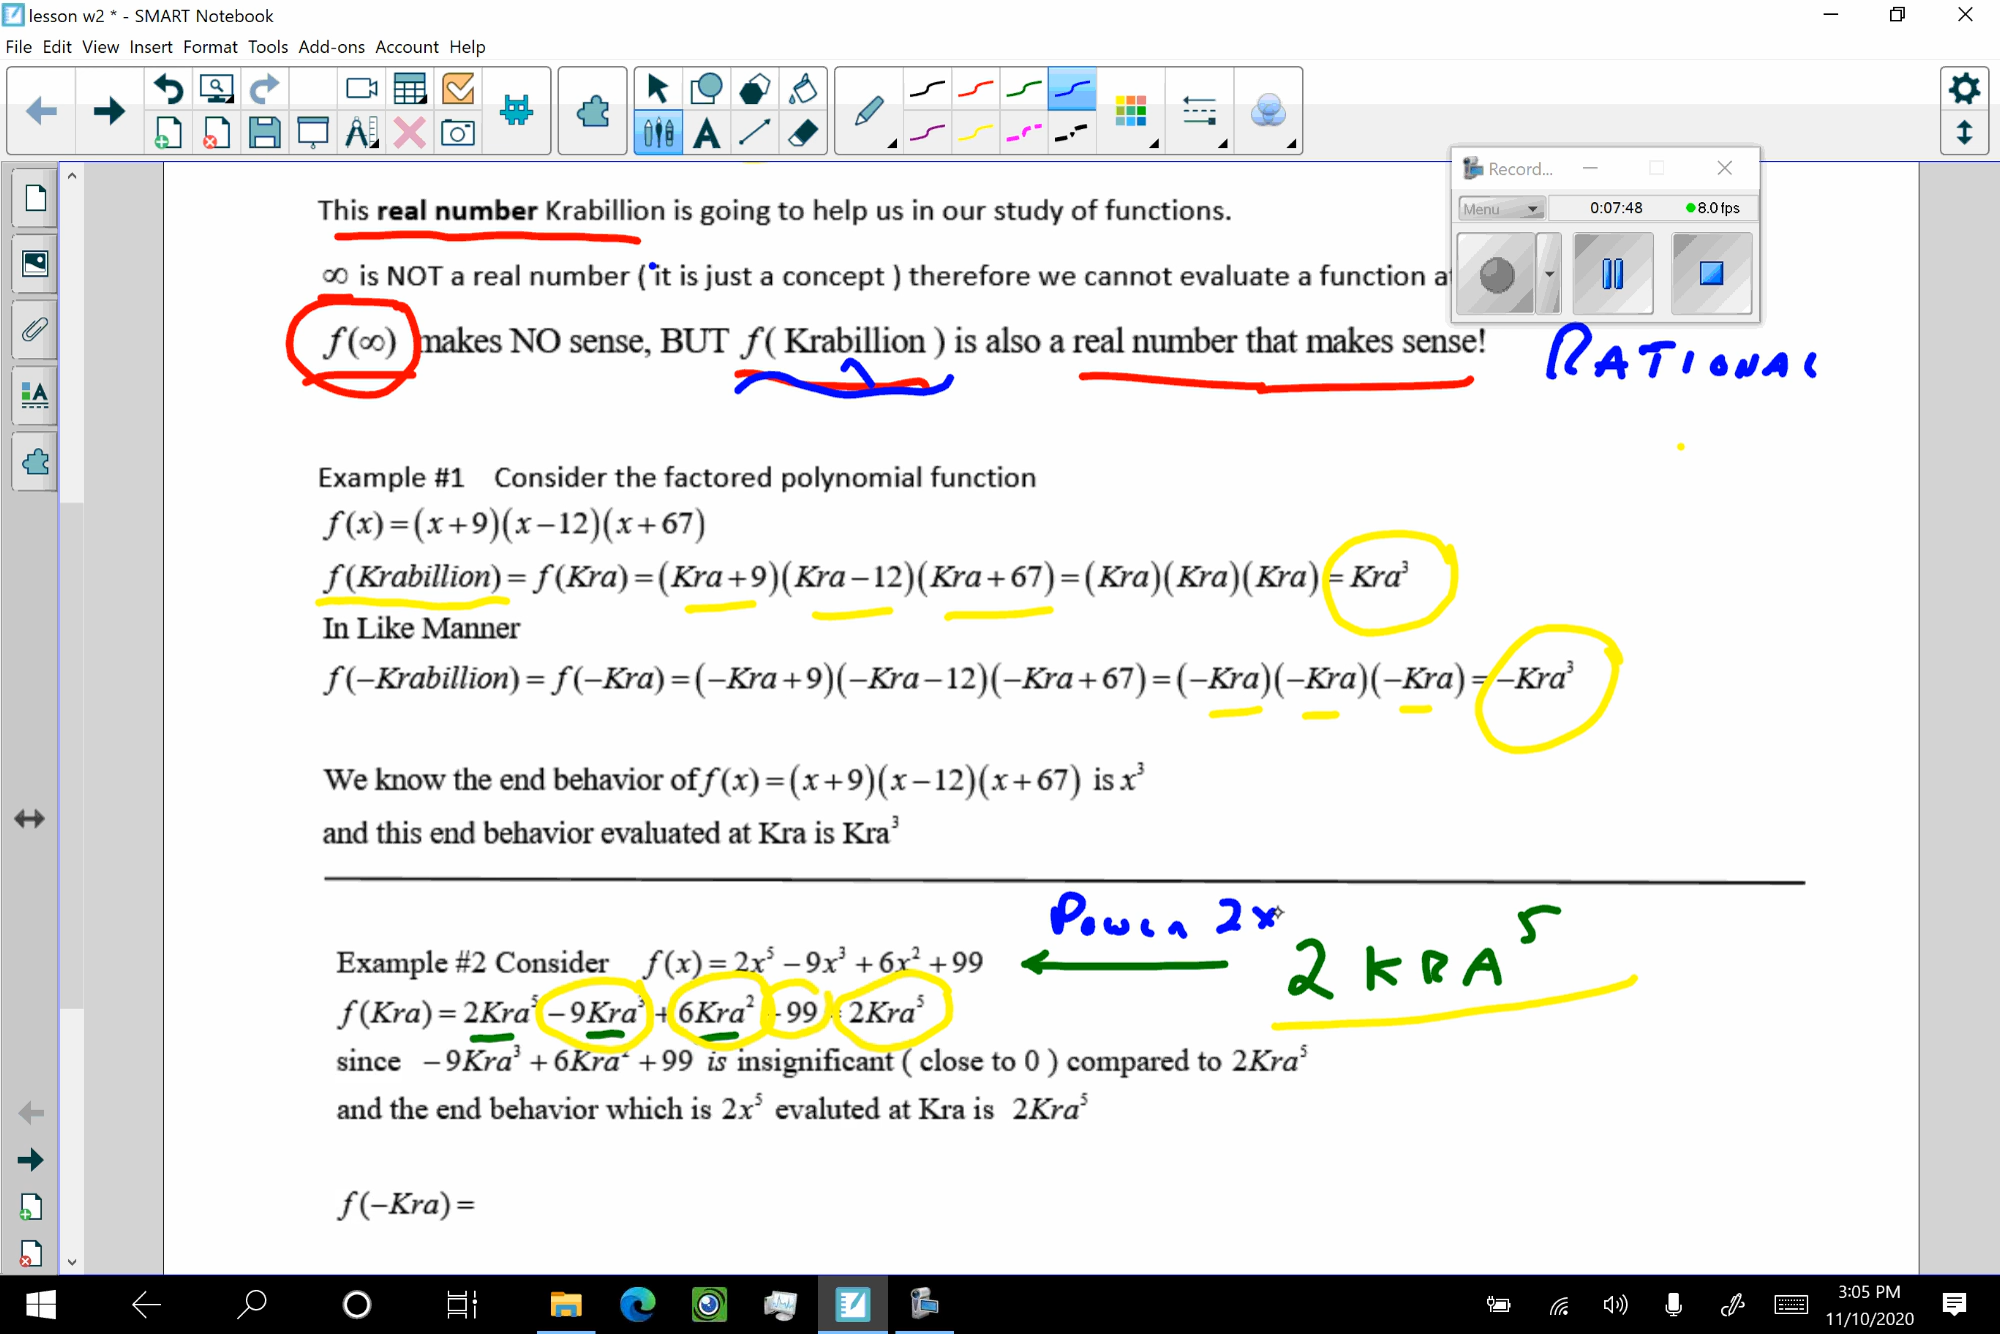 lesson w2 * - SMART Notebook
File Edit View Insert Format Tools Add-ons Account Help
Record...
Menu 0:07:48 8.0 fps
This real number Krabillion is going to help us in our study of functions.
∞ is NOT a real number ( it is just a concept ) therefore we cannot evaluate a function a
f(∞) makes NO sense, BUT f( Krabillion ) is also a real number that makes sense!
RATIONAL
Example #1 Consider the factored polynomial function
f(x)=(x+9)(x−12)(x+67)
f(Krabillion)=f(Kra)=(Kra+9)(Kra−12)(Kra+67)=(Kra)(Kra)(Kra)=Kra³
In Like Manner
f(−Krabillion)=f(−Kra)=(−Kra+9)(−Kra−12)(−Kra+67)=(−Kra)(−Kra)(−Kra)=−Kra³
We know the end behavior of f(x)=(x+9)(x−12)(x+67) is x³
and this end behavior evaluated at Kra is Kra³
Power 2x
2 KRA⁵
Example #2 Consider f(x)=2x⁵−9x³+6x²+99
f(Kra)=2Kra⁵−9Kra³+6Kra² 99 2Kra⁵
since −9Kra³+6Kra²+99 is insignificant ( close to 0 ) compared to 2Kra⁵
and the end behavior which is 2x⁵ evaluted at Kra is 2Kra⁵
f(−Kra)=
3:05 PM
11/10/2020